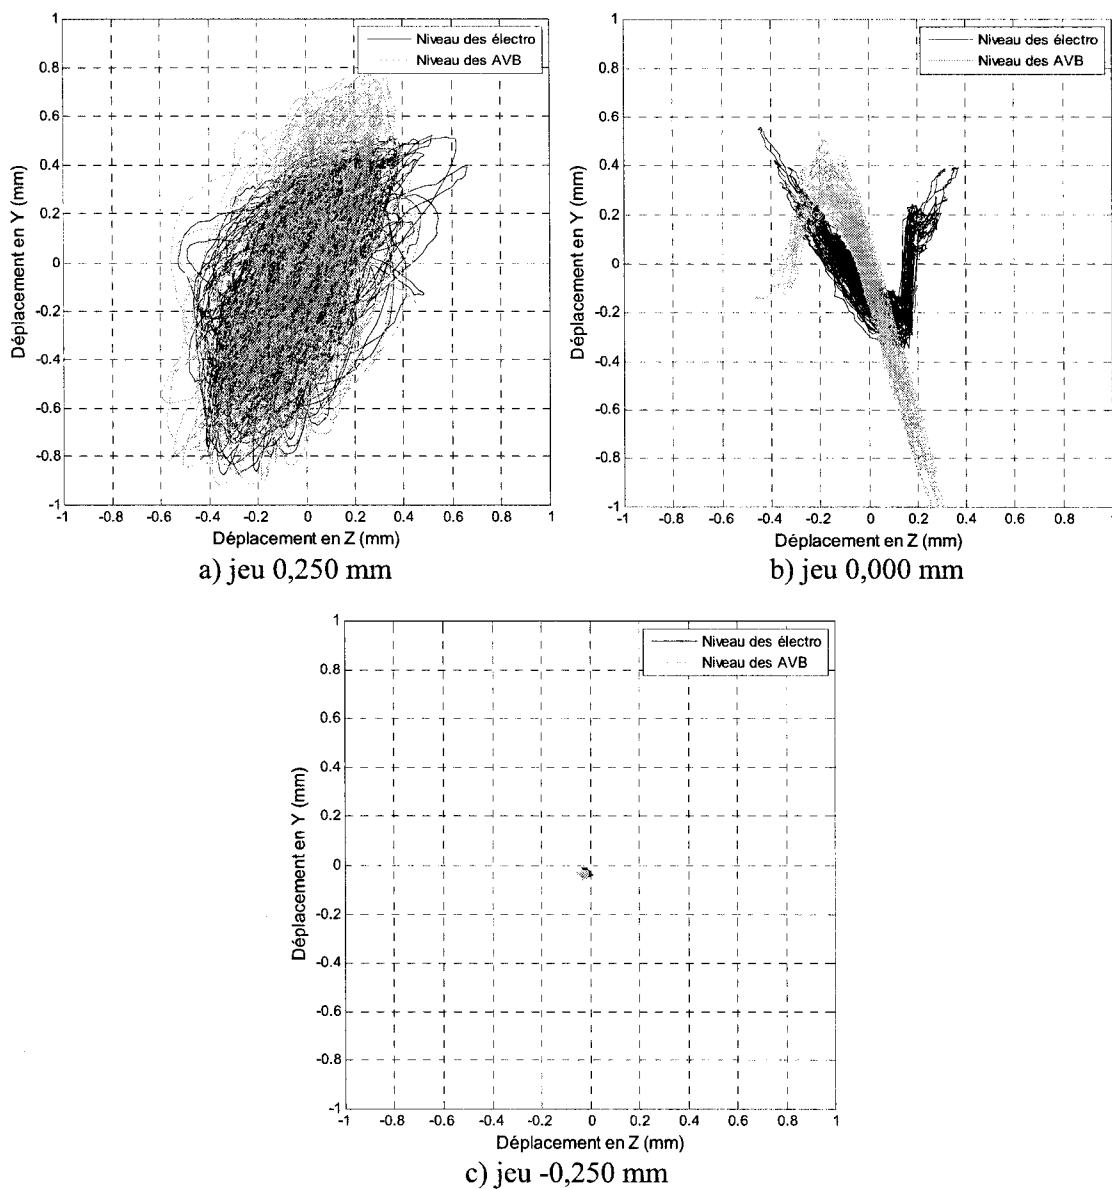 1
0.8
0.6
0.4
0.2
0
-0.2
-0.4
-0.6
-0.8
-1
Déplacement en Y (mm)
Niveau des électro
Niveau des AVB
-1 -0.8 -0.6 -0.4 -0.2 0 0.2 0.4 0.6 0.8 1
Déplacement en Z (mm)
a) jeu 0,250 mm
1
0.8
0.6
0.4
0.2
0
-0.2
-0.4
-0.6
-0.8
-1
Déplacement en Y (mm)
Niveau des électro
Niveau des AVB
-1 -0.8 -0.6 -0.4 -0.2 0 0.2 0.4 0.6 0.8
Déplacement en Z (mm)
b) jeu 0,000 mm
1
0.8
0.6
0.4
0.2
0
-0.2
-0.4
-0.6
-0.8
-1
Déplacement en Y (mm)
Niveau des électro
Niveau des AVB
-1 -0.8 -0.6 -0.4 -0.2 0 0.2 0.4 0.6 0.8 1
Déplacement en Z (mm)
c) jeu -0,250 mm